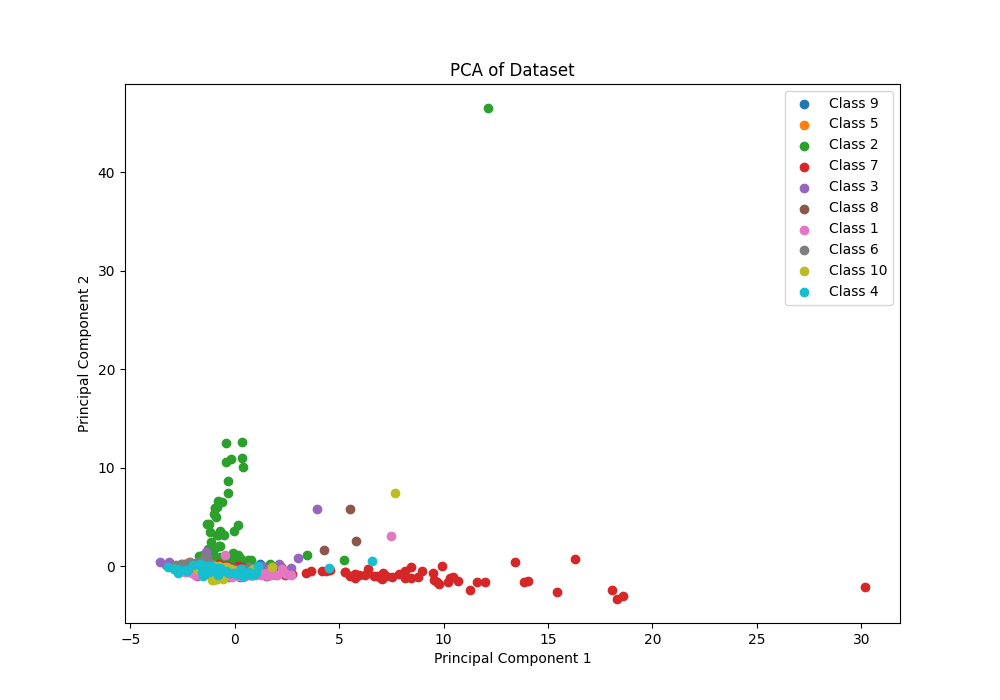 PCA of Dataset
Class 9
Class 5
Class 2
Class 7
Class 3
Class 8
Class 1
Class 6
Class 10
Class 4
Principal Component 2
40
30
20
10
0
−5 0 5 10 15 20 25 30
Principal Component 1